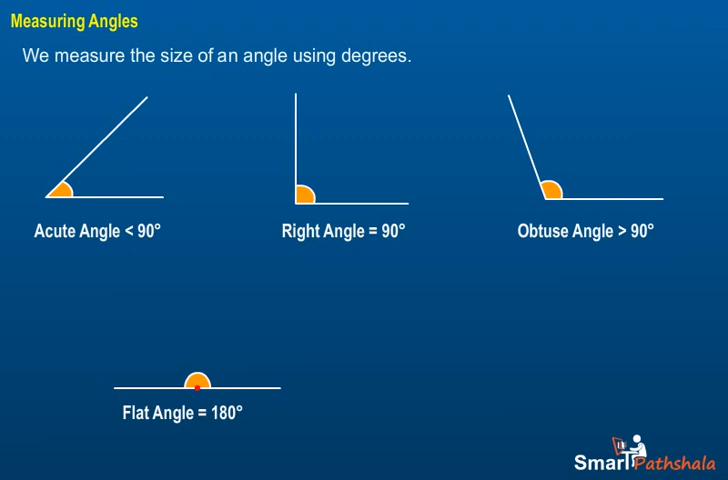 Measuring Angles
We measure the size of an angle using degrees.
Acute Angle < 90°
Right Angle = 90°
Obtuse Angle > 90°
Flat Angle = 180°
SmarTPathshala